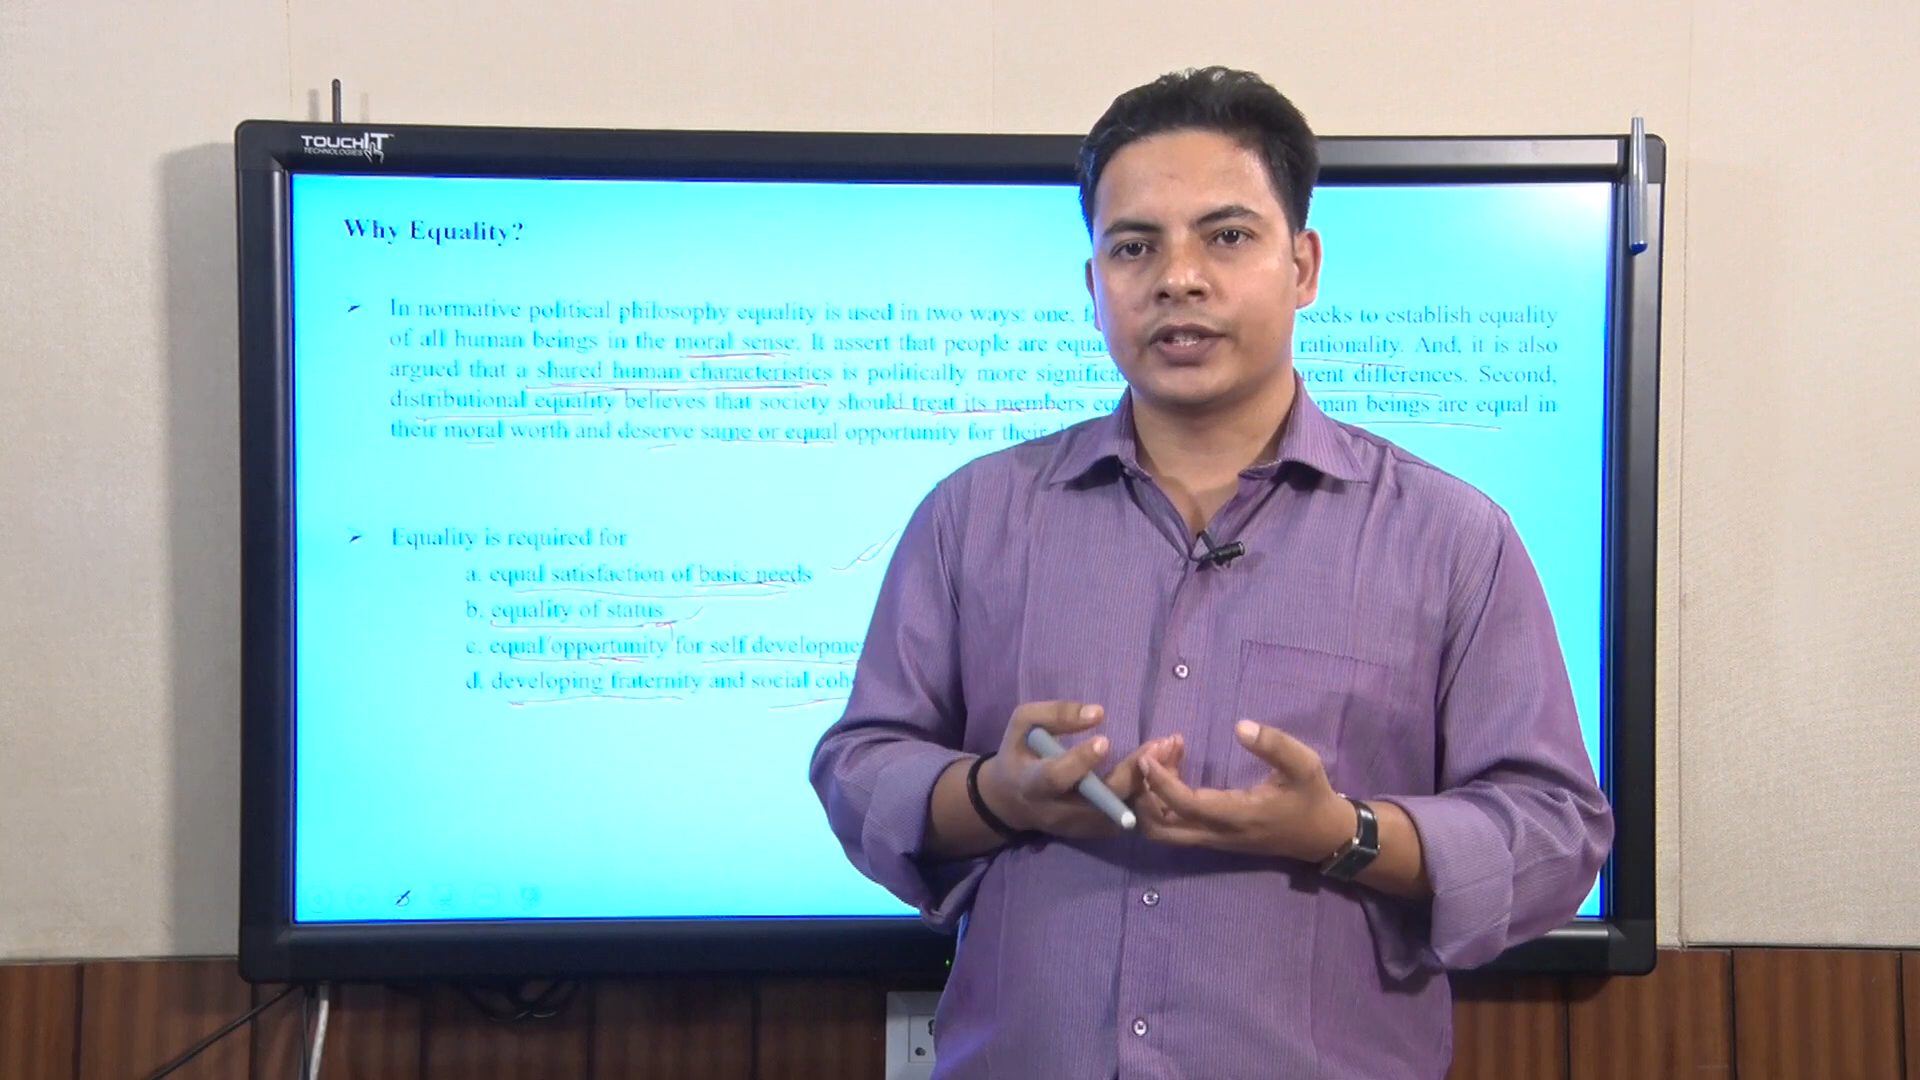 TOUCHIT
TECHNOLOGIES
Why Equality?
In normative political philosophy equality is used in two ways: one, seeks to establish equality
of all human beings in the moral sense. It assert that people are rationality. And, it is also
argued that a shared human characteristics is politically more differences. Second,
distributional equality believes that society should treat its members beings are equal in
their moral worth and deserve same or equal opportunity for their
Equality is required for
a. equal satisfaction of basic needs
b. equality of status
c. equal opportunity for self
d. developing fraternity and social